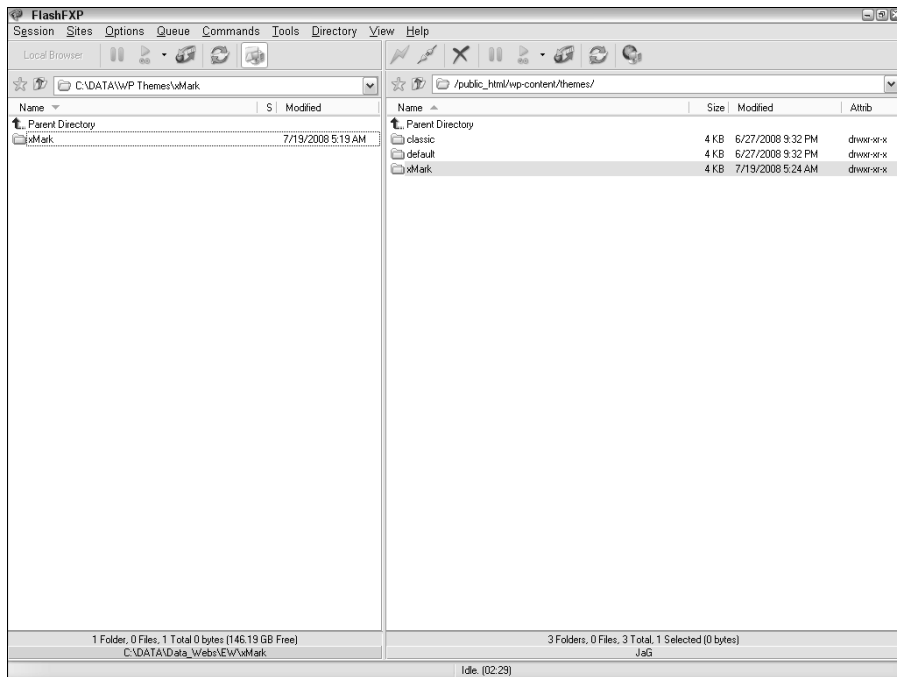 FlashFXP
Session Sites Options Queue Commands Tools Directory View Help
Local Browser
C:\DATA\WP Themes\xMark
/public_html/wp-content/themes/
Name S Modified
Name Size Modified Attrib
Parent Directory
Parent Directory
xMark 7/19/2008 5:19 AM
classic 4 KB 6/27/2008 9:32 PM drwxr-xr-x
default 4 KB 6/27/2008 9:32 PM drwxr-xr-x
xMark 4 KB 7/19/2008 5:24 AM drwxr-xr-x
1 Folder, 0 Files, 1 Total 0 bytes (146.19 GB Free)
3 Folders, 0 Files, 3 Total, 1 Selected (0 bytes)
C:\DATA\Data_Webs\EW\xMark
JaG
Idle. (02:29)